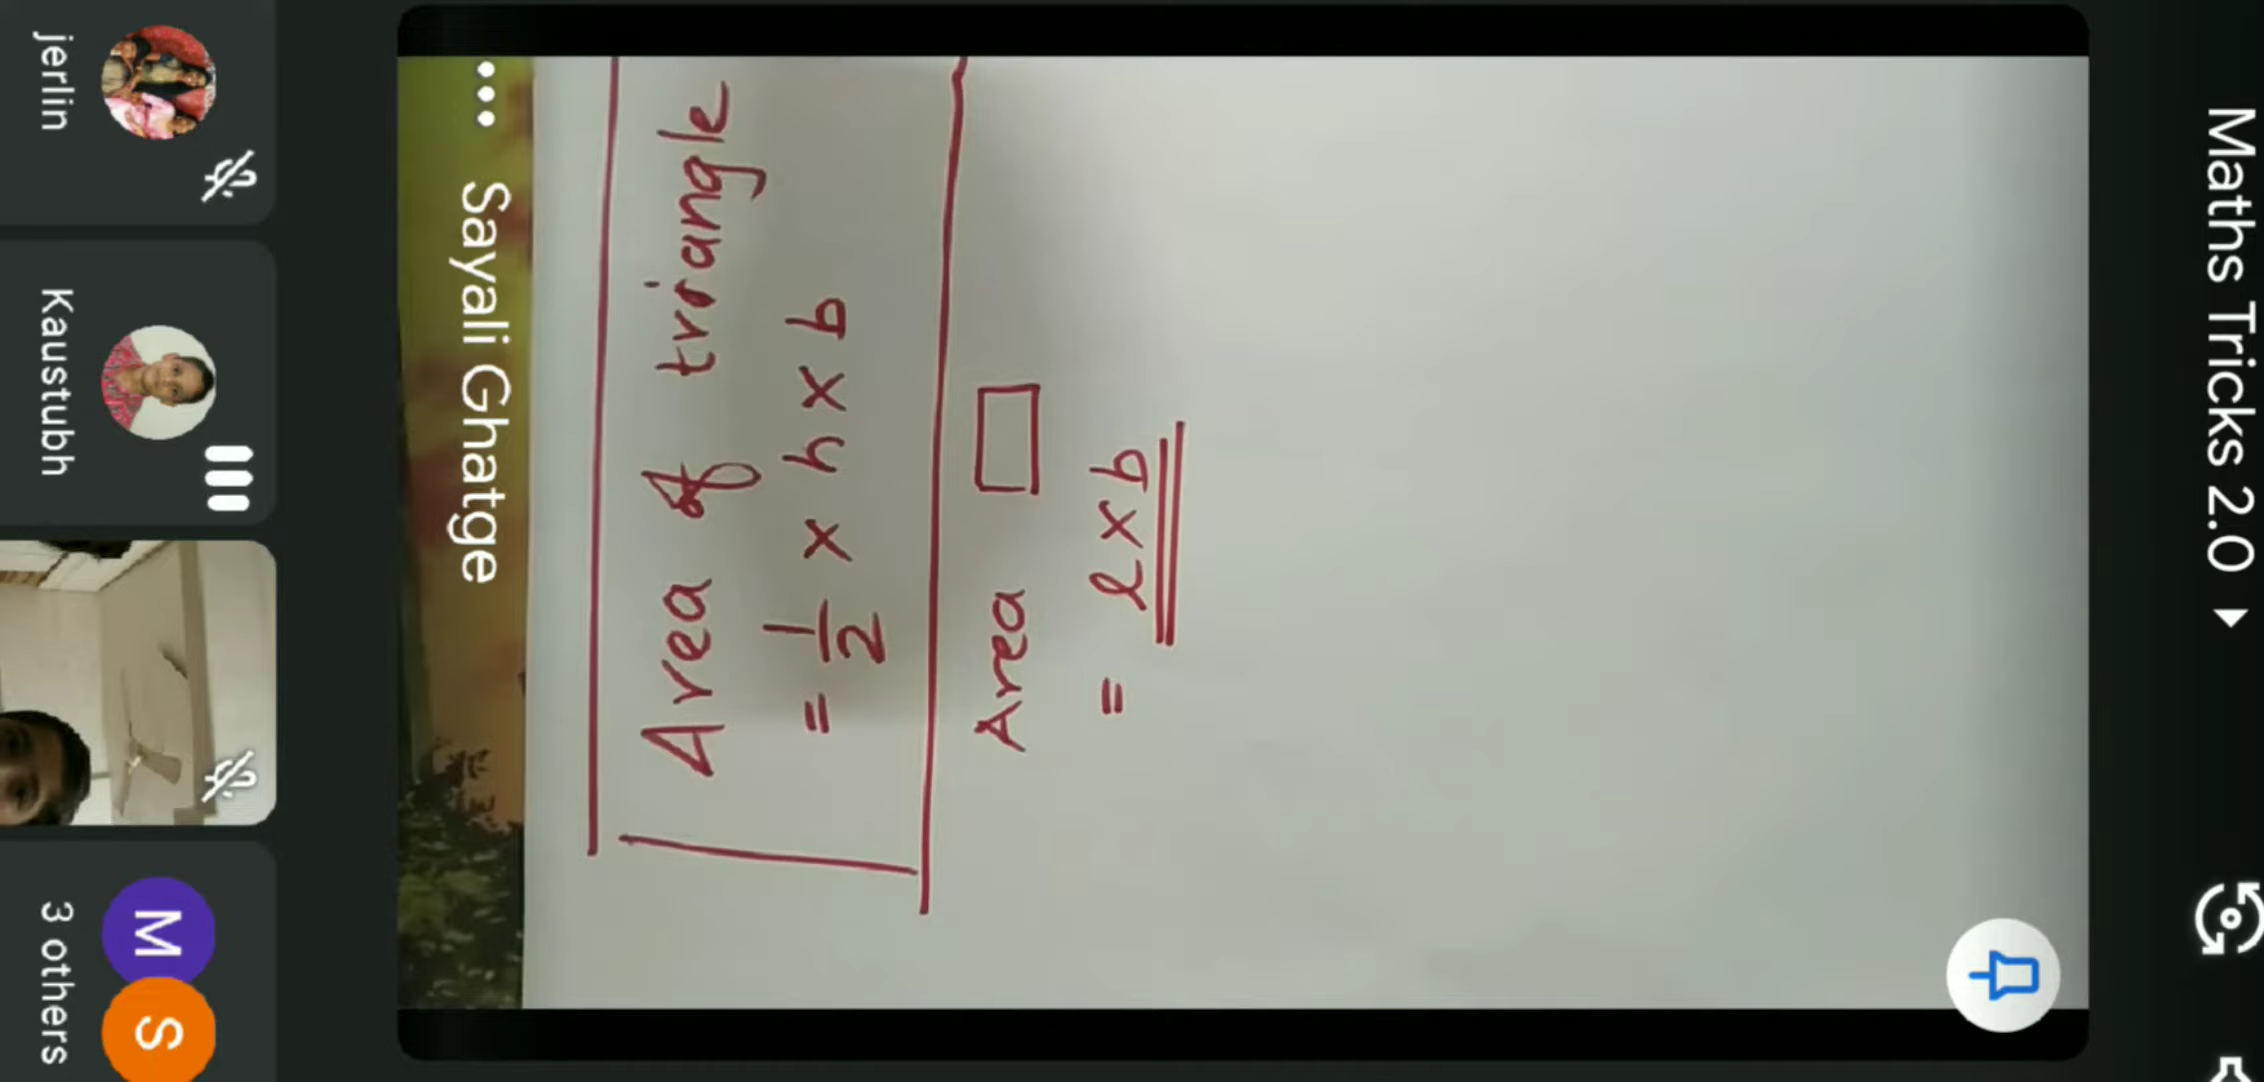 Maths Tricks 2.0
Area of triangle
= 1/2 x h x b
Area
= l x b
Sayali Ghatge
jerlin
Kaustubh
M
S
3 others